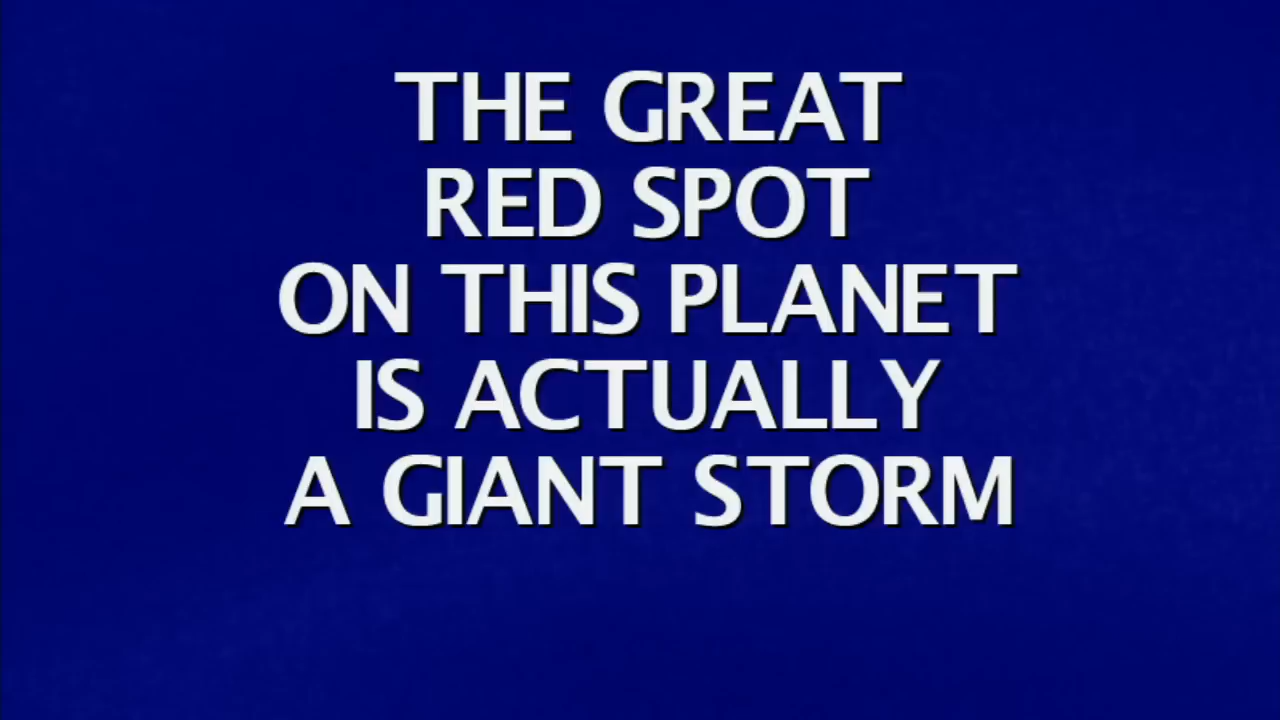 THE GREAT
RED SPOT
ON THIS PLANET
IS ACTUALLY
A GIANT STORM